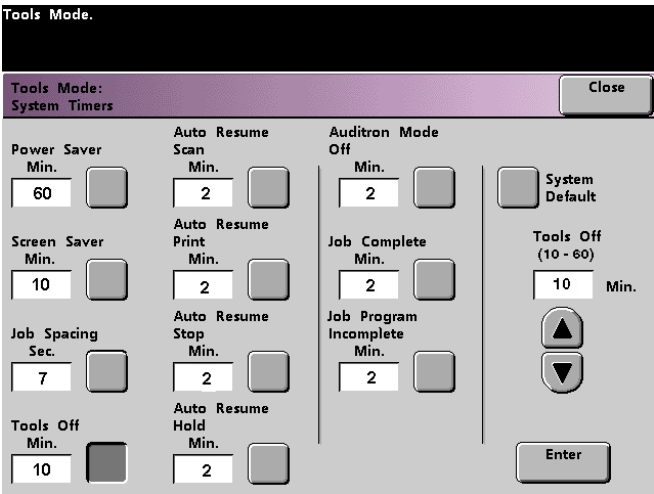 Tools Mode.
Tools Mode:
System Timers
Close
Power Saver
Min.
60
Screen Saver
Min.
10
Job Spacing
Sec.
7
Tools Off
Min.
10
Auto Resume
Scan
Min.
2
Auto Resume
Print
Min.
2
Auto Resume
Stop
Min.
2
Auto Resume
Hold
Min.
2
Auditron Mode
Off
Min.
2
Job Complete
Min.
2
Job Program
Incomplete
Min.
2
System
Default
Tools Off
(10 - 60)
10 Min.
Enter